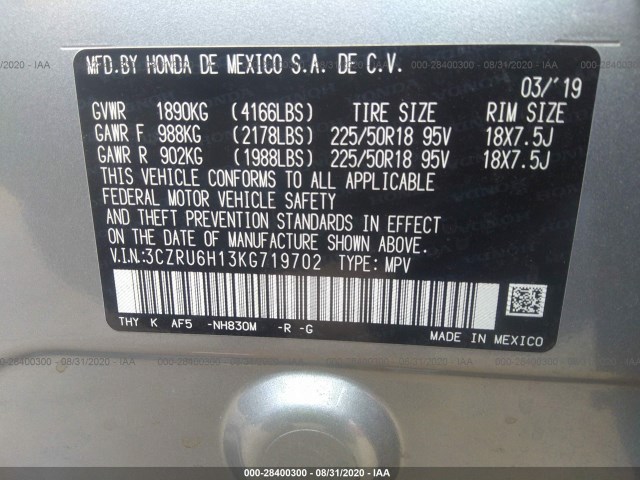 000-28400300 - 08/31/2020 - IAA
MFD.BY HONDA DE MEXICO S.A. DE C.V.
03/'19
GVWR 1890KG (4166LBS) TIRE SIZE RIM SIZE
GAWR F 988KG (2178LBS) 225/50R18 95V 18X7.5J
GAWR R 902KG (1988LBS) 225/50R18 95V 18X7.5J
THIS VEHICLE CONFORMS TO ALL APPLICABLE
FEDERAL MOTOR VEHICLE SAFETY
AND THEFT PREVENTION STANDARDS IN EFFECT
ON THE DATE OF MANUFACTURE SHOWN ABOVE.
V.I.N.:3CZRU6H13KG719702 TYPE: MPV
THY K AF5 -NH830M -R -G
MADE IN MEXICO
000-28400300 - 08/31/2020 - IAA